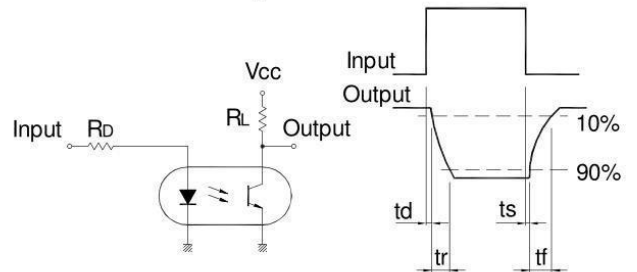 Input
RD
Vcc
RL
Output
Input
Output
10%
90%
td
ts
tr
tf